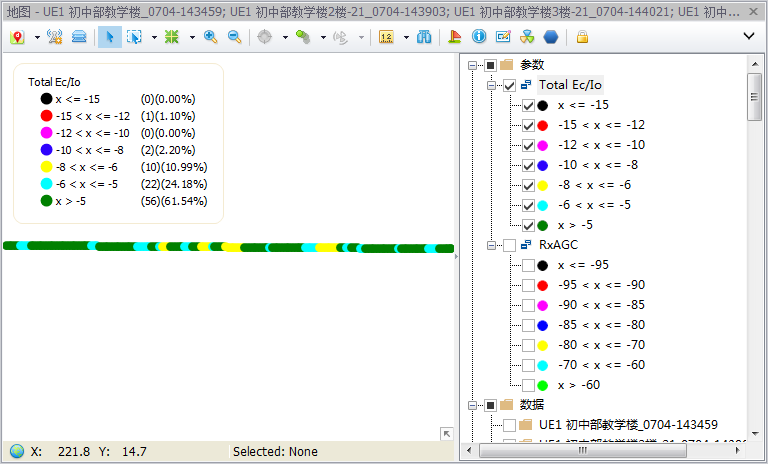 地图 - UE1 初中部教学楼_0704-143459; UE1 初中部教学楼2楼-21_0704-143903; UE1 初中部教学楼3楼-21_0704-144021; UE1 初中...
Total Ec/Io
x <= -15 (0)(0.00%)
-15 < x <= -12 (1)(1.10%)
-12 < x <= -10 (0)(0.00%)
-10 < x <= -8 (2)(2.20%)
-8 < x <= -6 (10)(10.99%)
-6 < x <= -5 (22)(24.18%)
x > -5 (56)(61.54%)
参数
Total Ec/Io
x <= -15
-15 < x <= -12
-12 < x <= -10
-10 < x <= -8
-8 < x <= -6
-6 < x <= -5
x > -5
RxAGC
x <= -95
-95 < x <= -90
-90 < x <= -85
-85 < x <= -80
-80 < x <= -70
-70 < x <= -60
x > -60
数据
UE1 初中部教学楼_0704-143459
X: 221.8 Y: 14.7 Selected: None